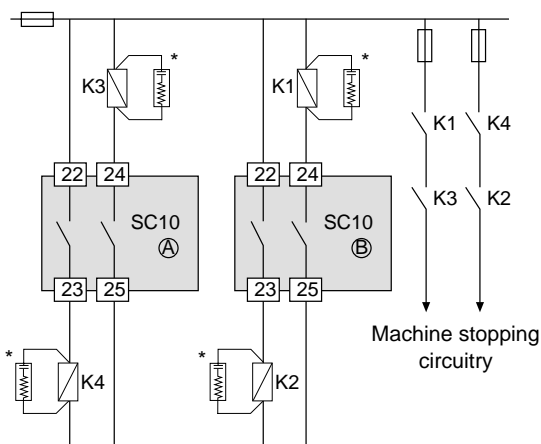 K3
*
K1
*
K1
K4
22
24
22
24
SC10
A
SC10
B
K3
K2
23
25
23
25
Machine stopping
circuitry
*
K4
*
K2